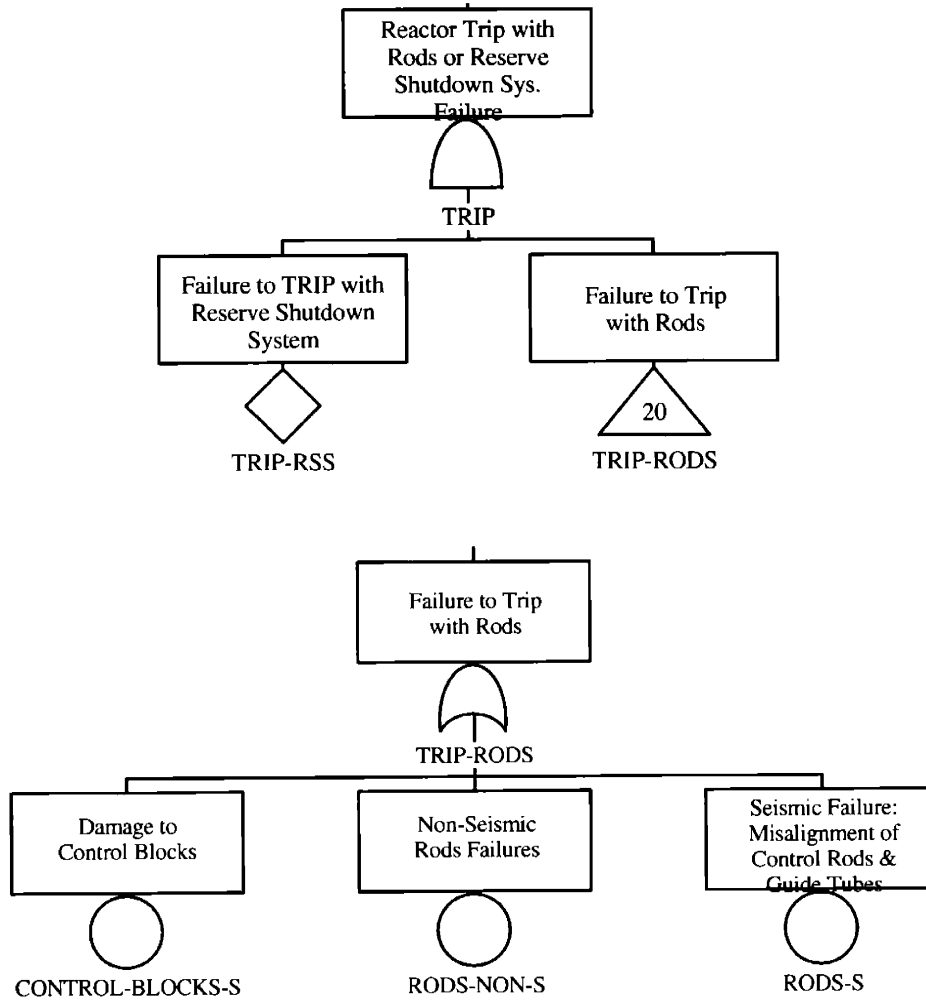 Reactor Trip with
Rods or Reserve
Shutdown Sys.
Failure
TRIP
Failure to TRIP with
Reserve Shutdown
System
TRIP-RSS
Failure to Trip
with Rods
20
TRIP-RODS
Failure to Trip
with Rods
TRIP-RODS
Damage to
Control Blocks
CONTROL-BLOCKS-S
Non-Seismic
Rods Failures
RODS-NON-S
Seismic Failure:
Misalignment of
Control Rods &
Guide Tubes
RODS-S